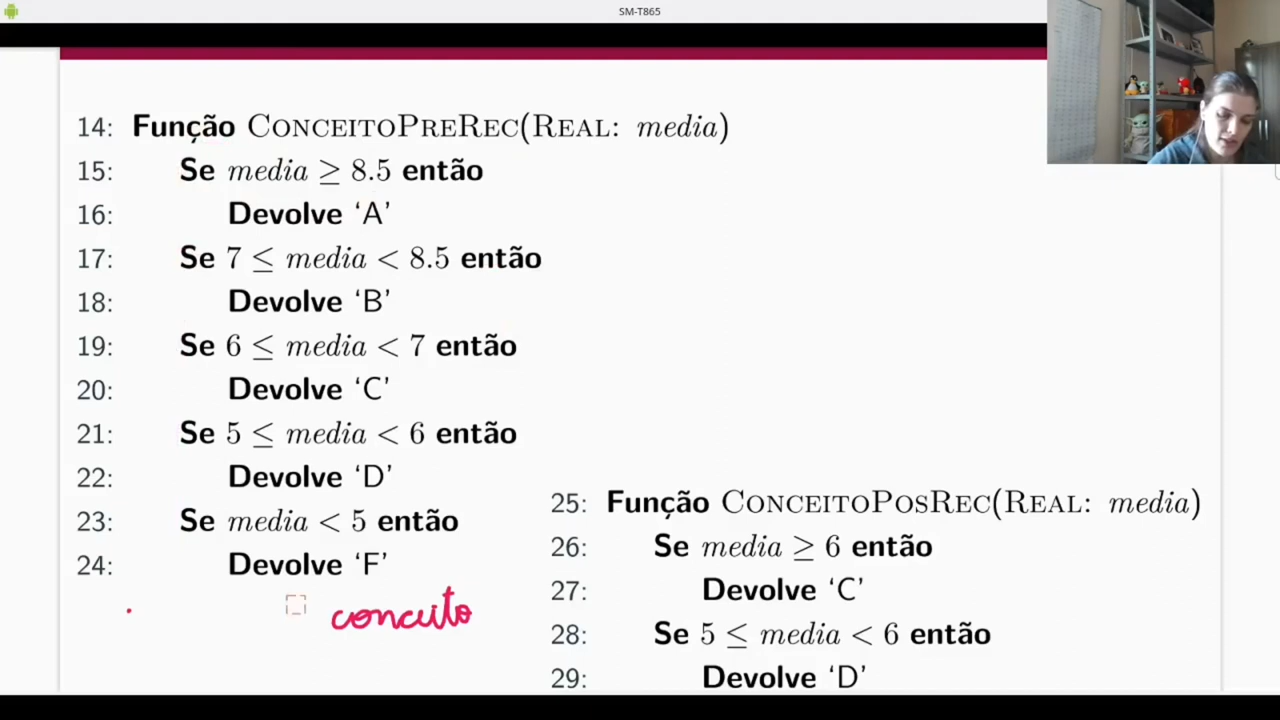 SM-T865
14: Função ConceitoPreRec(Real: media)
15: Se media ≥ 8.5 então
16: Devolve ‘A’
17: Se 7 ≤ media < 8.5 então
18: Devolve ‘B’
19: Se 6 ≤ media < 7 então
20: Devolve ‘C’
21: Se 5 ≤ media < 6 então
22: Devolve ‘D’
23: Se media < 5 então
24: Devolve ‘F’
conceito
25: Função ConceitoPosRec(Real: media)
26: Se media ≥ 6 então
27: Devolve ‘C’
28: Se 5 ≤ media < 6 então
29: Devolve ‘D’